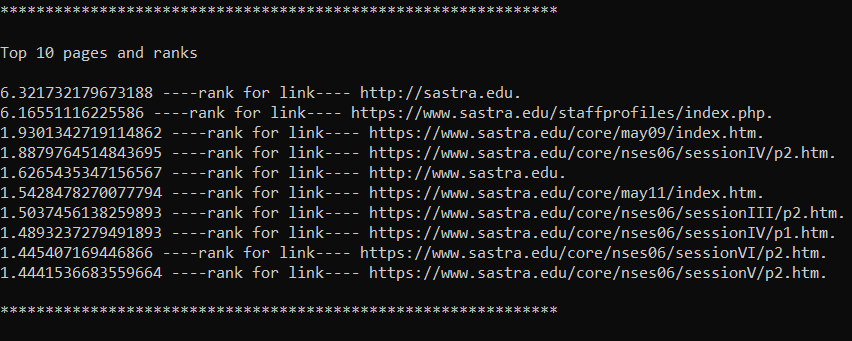 **************************************************************
Top 10 pages and ranks
6.321732179673188 ----rank for link---- http://sastra.edu.
6.16551116225586 ----rank for link---- https://www.sastra.edu/staffprofiles/index.php.
1.9301342719114862 ----rank for link---- https://www.sastra.edu/core/may09/index.htm.
1.8879764514843695 ----rank for link---- https://www.sastra.edu/core/nses06/sessionIV/p2.htm.
1.6265435347156567 ----rank for link---- http://www.sastra.edu.
1.5428478270077794 ----rank for link---- https://www.sastra.edu/core/may11/index.htm.
1.5037456138259893 ----rank for link---- https://www.sastra.edu/core/nses06/sessionIII/p2.htm.
1.4893237279491893 ----rank for link---- https://www.sastra.edu/core/nses06/sessionIV/p1.htm.
1.445407169446866 ----rank for link---- https://www.sastra.edu/core/nses06/sessionVI/p2.htm.
1.4441536683559664 ----rank for link---- https://www.sastra.edu/core/nses06/sessionV/p2.htm.
**************************************************************